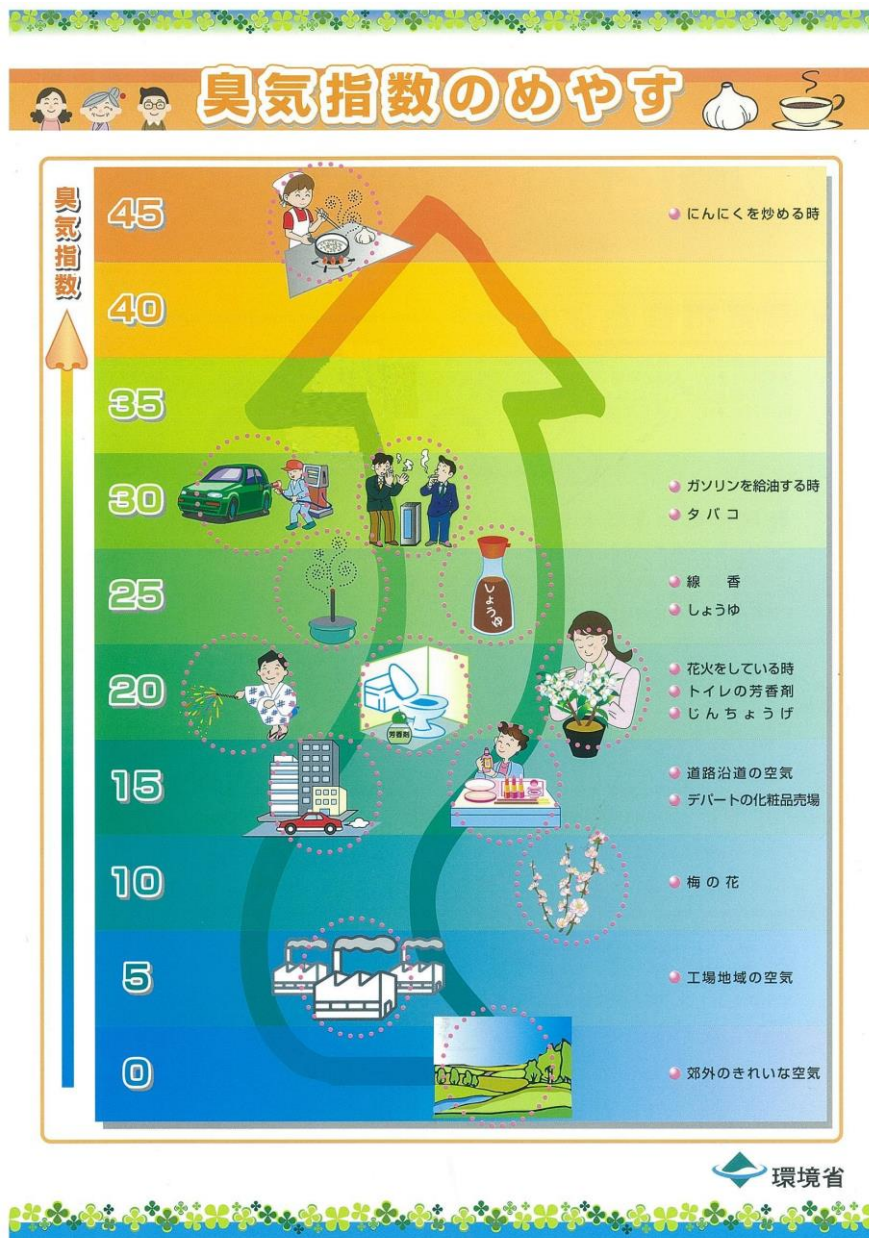 臭気指数のめやす
臭気指数
45
にんにくを炒める時
40
35
30
ガソリンを給油する時
タバコ
25
線 香
しょうゆ
しょうゆ
20
花火をしている時
トイレの芳香剤
じんちょうげ
芳香剤
15
道路沿道の空気
デパートの化粧品売場
10
梅の花
5
工場地域の空気
0
郊外のきれいな空気
環境省